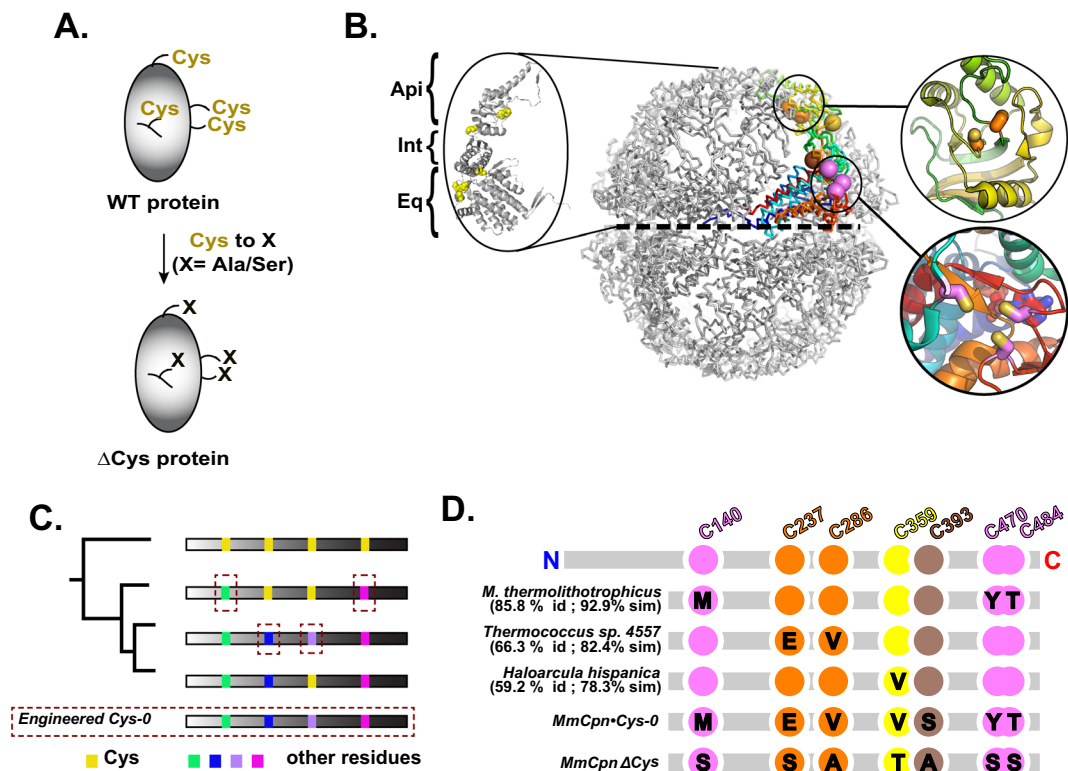 A.
Cys
Cys
Cys
Cys
WT protein
Cys to X
(X= Ala/Ser)
X
X
X
X
ΔCys protein
B.
Api
Int
Eq
C.
Engineered Cys-0
Cys
other residues
D.
C140
C237
C286
C359
C393
C470
C484
N
C
M. thermolithotrophicus
(85.8 % id ; 92.9% sim)
M
Y T
Thermococcus sp. 4557
(66.3 % id ; 82.4% sim)
E V
Haloarcula hispanica
(59.2 % id ; 78.3% sim)
V
MmCpn•Cys-0
M E V V S Y T
MmCpn ΔCys
S S A T A S S